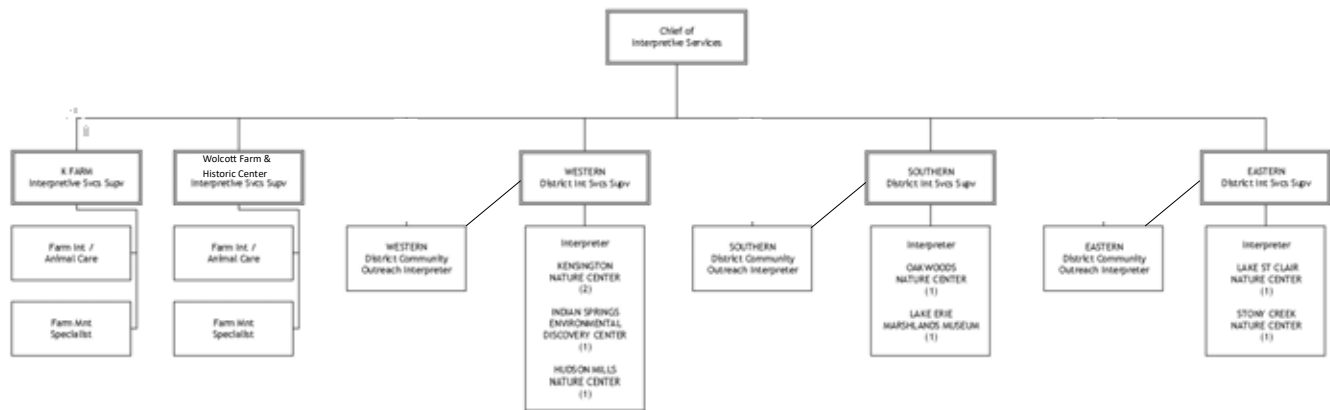 Chief of
Interpretive Services
K FARM
Interpretive Svcs Supv
Wolcott Farm &
Historic Center
Interpretive Svcs Supv
WESTERN
District Int Svcs Supv
SOUTHERN
District Int Svcs Supv
EASTERN
District Int Svcs Supv
Farm Int /
Animal Care
Farm Mnt
Specialist
Farm Int /
Animal Care
Farm Mnt
Specialist
WESTERN
District Community
Outreach Interpreter
Interpreter
KENSINGTON
NATURE CENTER
(2)
INDIAN SPRINGS
ENVIRONMENTAL
DISCOVERY CENTER
(1)
HUDSON MILLS
NATURE CENTER
(1)
SOUTHERN
District Community
Outreach Interpreter
Interpreter
OAKWOODS
NATURE CENTER
(1)
LAKE ERIE
MARSHLANDS MUSEUM
(1)
EASTERN
District Community
Outreach Interpreter
Interpreter
LAKE ST CLAIR
NATURE CENTER
(1)
STONY CREEK
NATURE CENTER
(1)